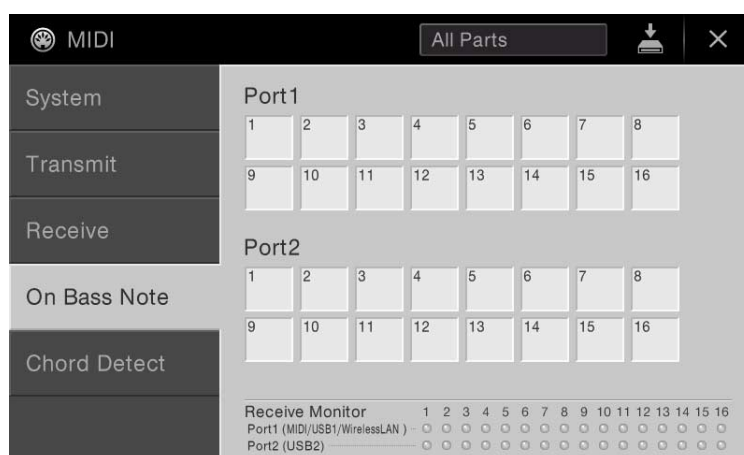 MIDI
All Parts
System
Transmit
Receive
On Bass Note
Chord Detect
Port1
1 2 3 4 5 6 7 8
9 10 11 12 13 14 15 16
Port2
1 2 3 4 5 6 7 8
9 10 11 12 13 14 15 16
Receive Monitor 1 2 3 4 5 6 7 8 9 10 11 12 13 14 15 16
Port1 (MIDI/USB1/WirelessLAN )
Port2 (USB2)